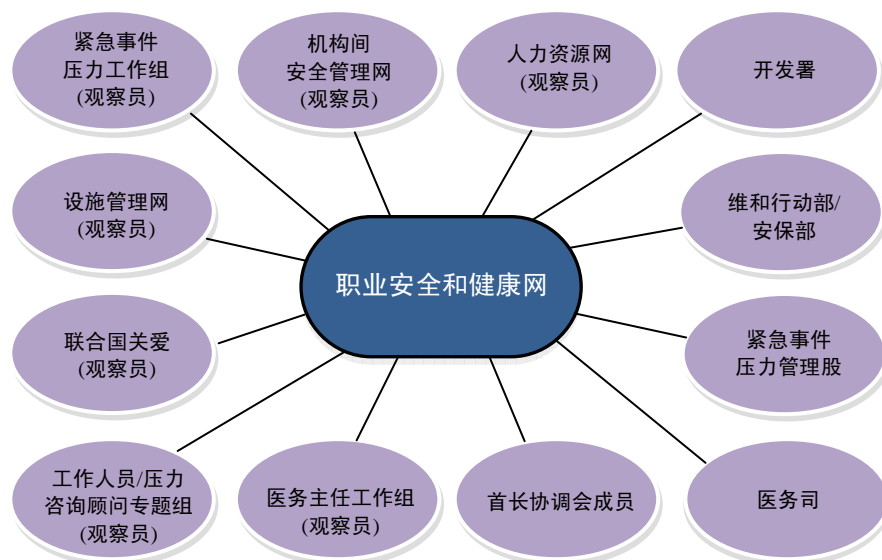 紧急事件
压力工作组
(观察员)
机构间
安全管理网
(观察员)
人力资源网
(观察员)
开发署
设施管理网
(观察员)
维和行动部/
安保部
职业安全和健康网
联合国关爱
(观察员)
紧急事件
压力管理股
工作人员/压力
咨询顾问专题组
(观察员)
医务主任工作组
(观察员)
首长协调会成员
医务司